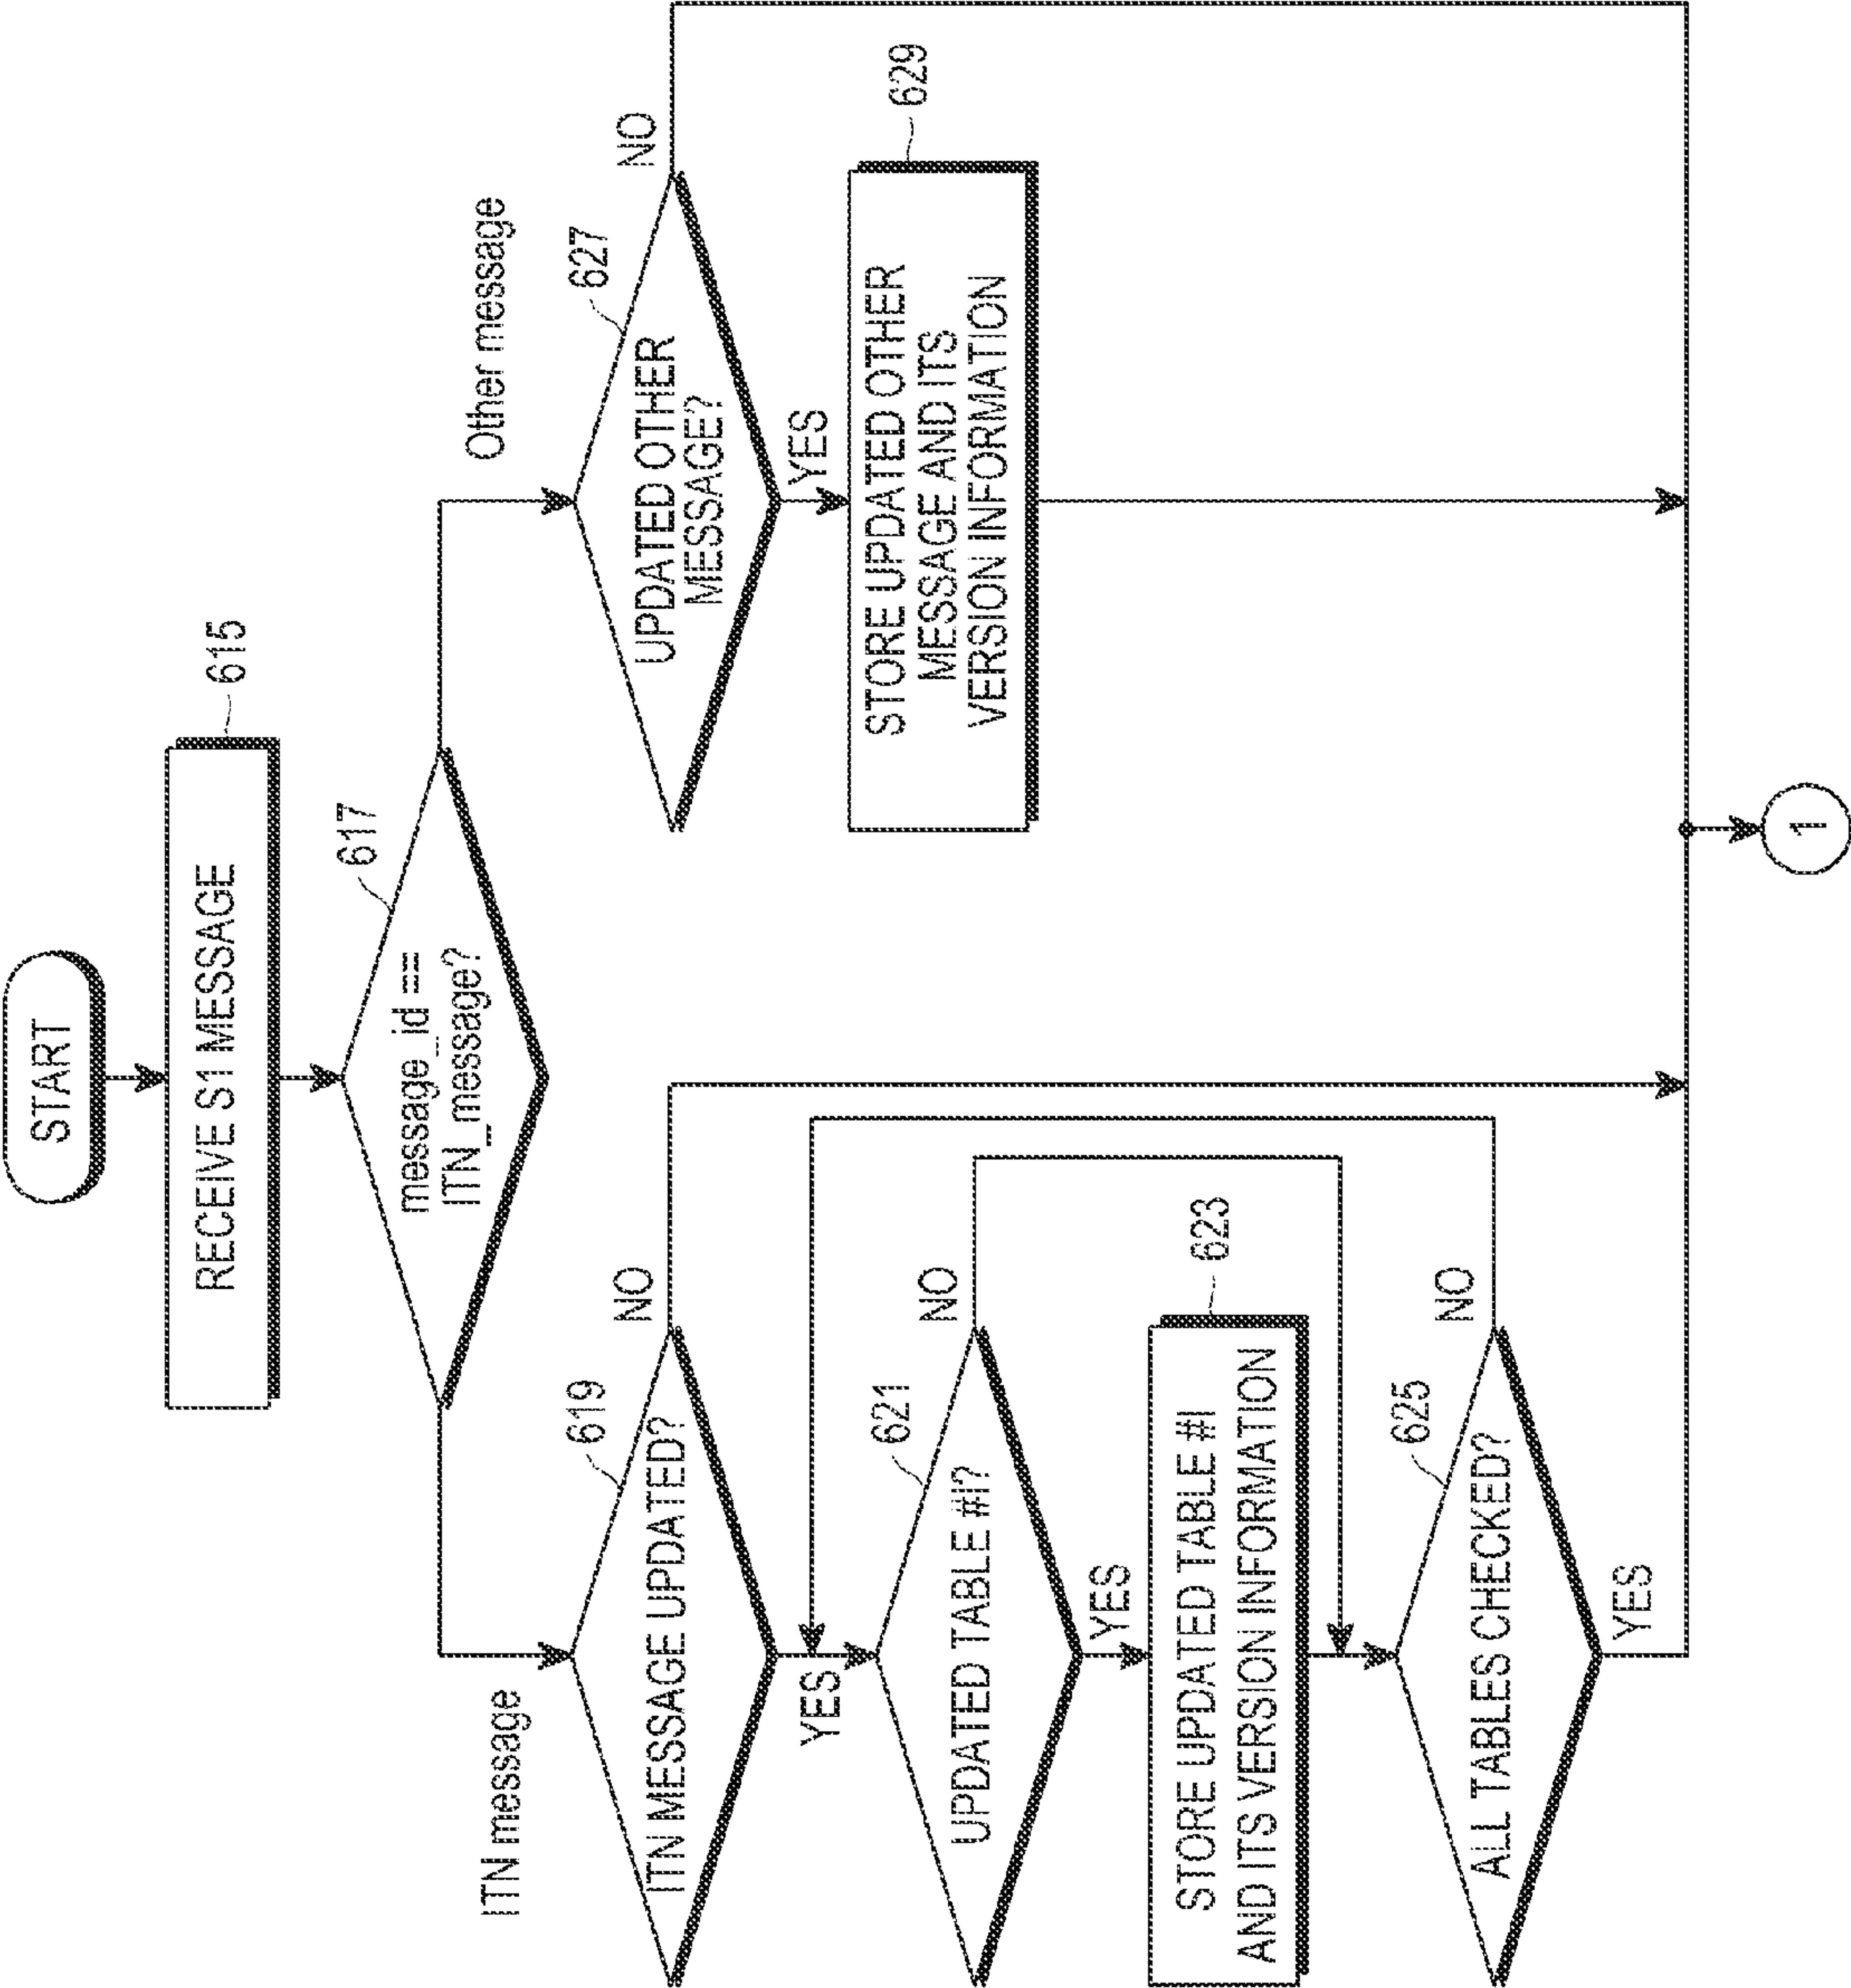 START
RECEIVE S1 MESSAGE
615
message_id ==
ITN_message?
617
ITN message
ITN MESSAGE UPDATED?
619
NO
YES
UPDATED TABLE #I?
621
NO
YES
STORE UPDATED TABLE #I
AND ITS VERSION INFORMATION
623
ALL TABLES CHECKED?
625
NO
YES
Other message
UPDATED OTHER
MESSAGE?
627
NO
YES
STORE UPDATED OTHER
MESSAGE AND ITS
VERSION INFORMATION
629
1